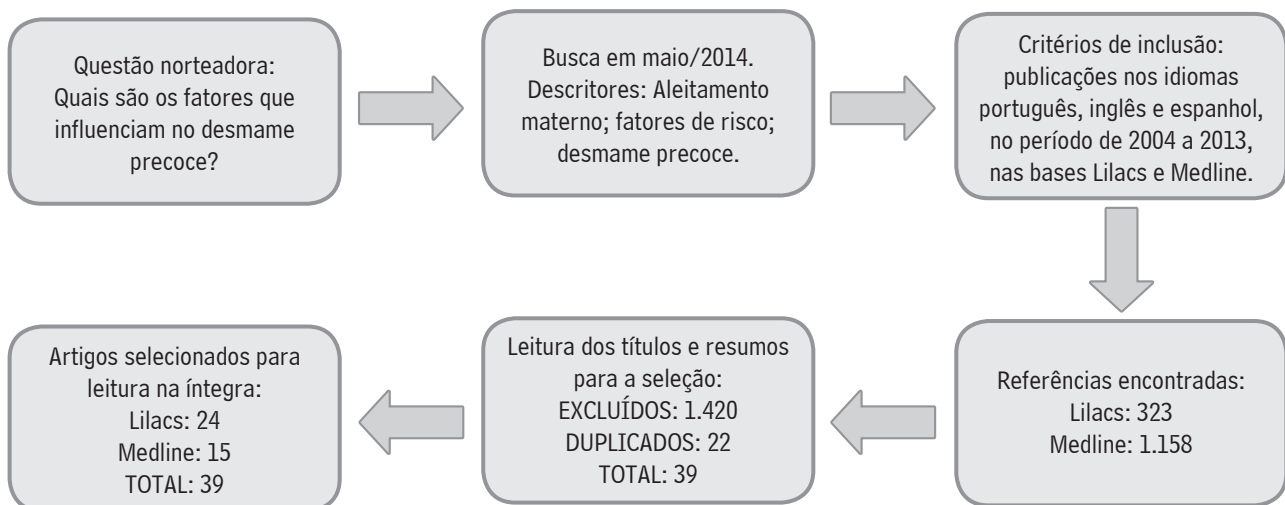 Questão norteadora:
Quais são os fatores que
influenciam no desmame
precoce?
Busca em maio/2014.
Descritores: Aleitamento
materno; fatores de risco;
desmame precoce.
Critérios de inclusão:
publicações nos idiomas
português, inglês e espanhol,
no período de 2004 a 2013,
nas bases Lilacs e Medline.
Referências encontradas:
Lilacs: 323
Medline: 1.158
Leitura dos títulos e resumos
para a seleção:
EXCLUÍDOS: 1.420
DUPLICADOS: 22
TOTAL: 39
Artigos selecionados para
leitura na íntegra:
Lilacs: 24
Medline: 15
TOTAL: 39